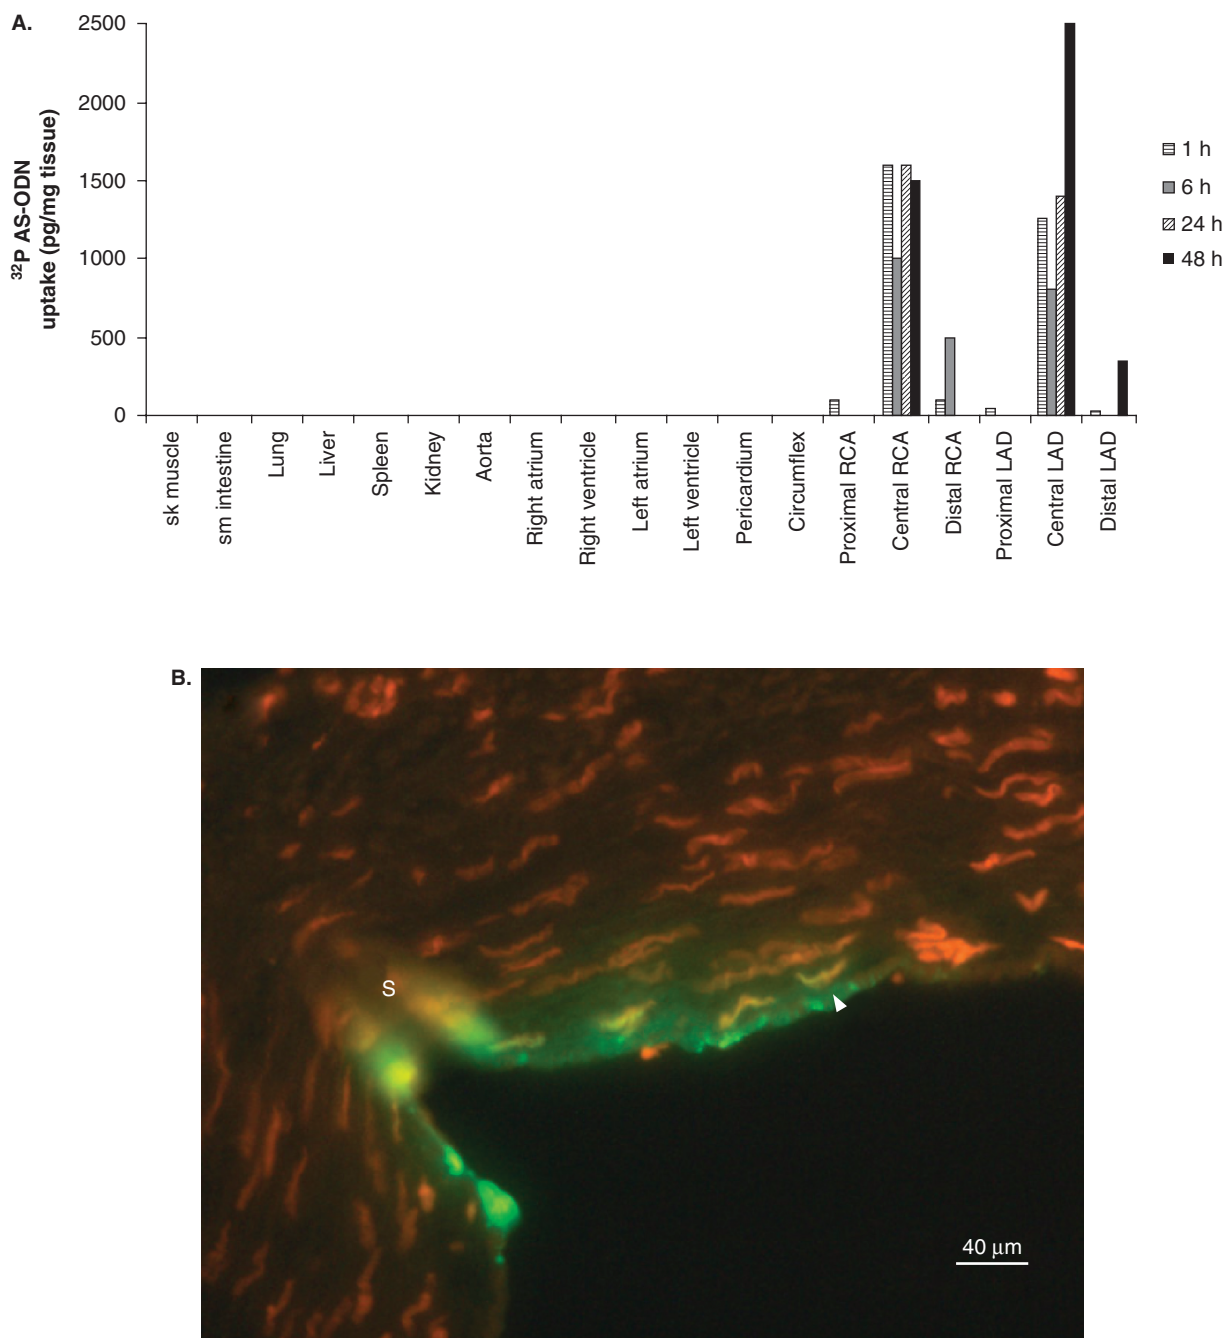 A.
2500
2000
1500
1000
500
0
³²P AS-ODN
uptake (pg/mg tissue)
1 h
6 h
24 h
48 h
sk muscle
sm intestine
Lung
Liver
Spleen
Kidney
Aorta
Right atrium
Right ventricle
Left atrium
Left ventricle
Pericardium
Circumflex
Proximal RCA
Central RCA
Distal RCA
Proximal LAD
Central LAD
Distal LAD
B.
S
40 μm